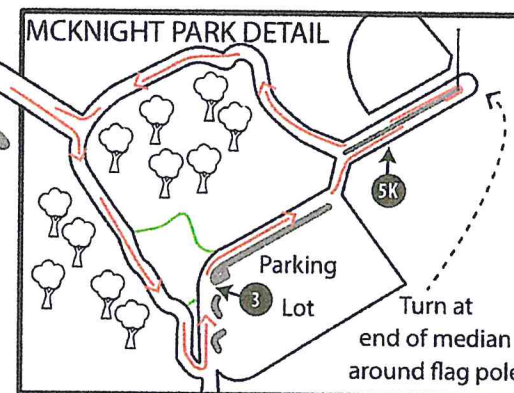 MCKNIGHT PARK DETAIL
5K
Parking
3
Lot
Turn at
end of median
around flag pole